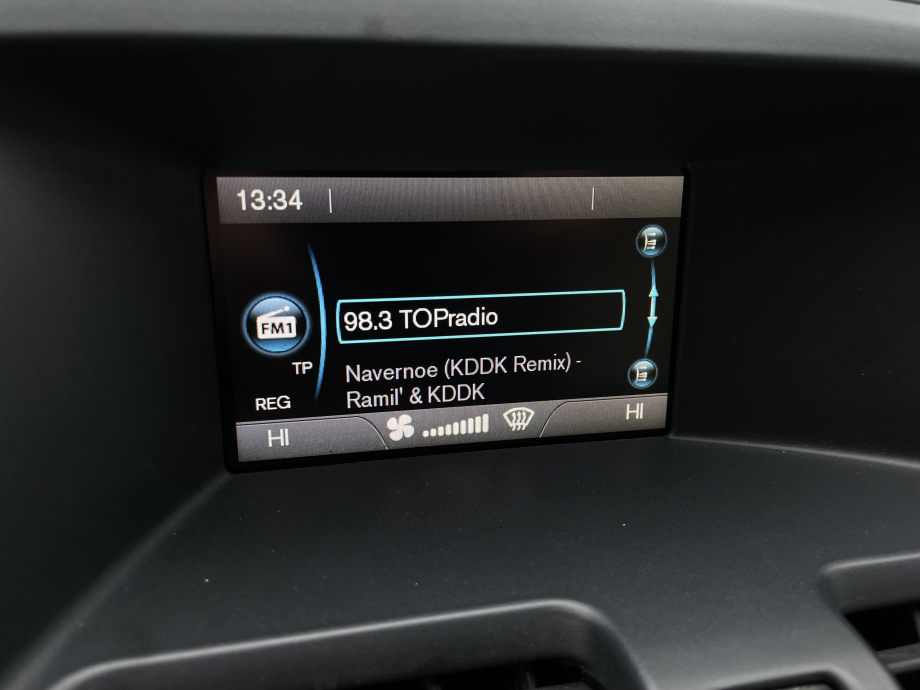 13:34
98.3 TOPradio
FM1
TP
Navernoe (KDDK Remix) -
Ramil' & KDDK
REG
HI
HI